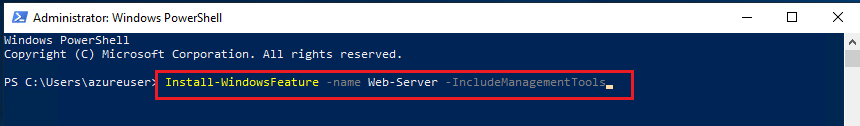 Administrator: Windows PowerShell
Windows PowerShell
Copyright (C) Microsoft Corporation. All rights reserved.
PS C:\Users\azureuser> Install-WindowsFeature -name Web-Server -IncludeManagementTools